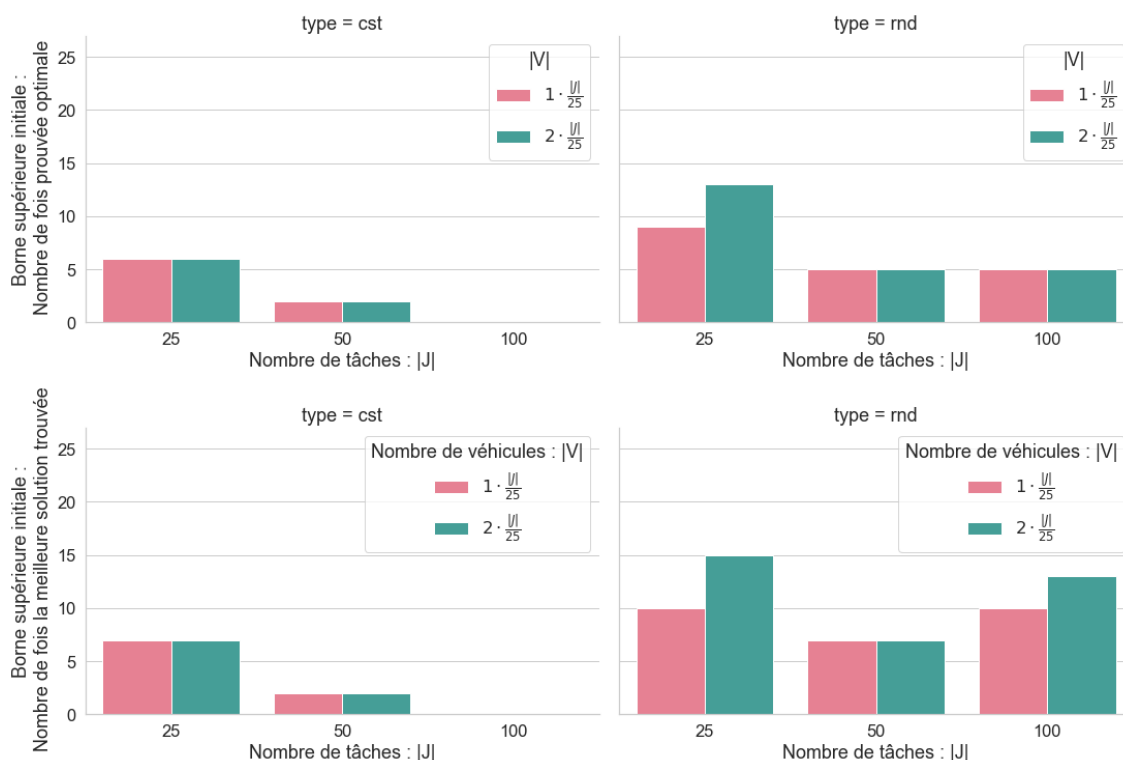 type = cst
type = rnd
Borne supérieure initiale :
Nombre de fois prouvée optimale
25
20
15
10
5
0
|V|
1 · |J|/25
2 · |J|/25
|V|
1 · |J|/25
2 · |J|/25
25
50
100
25
50
100
Nombre de tâches : |J|
Nombre de tâches : |J|
type = cst
type = rnd
Borne supérieure initiale :
Nombre de fois la meilleure solution trouvée
25
20
15
10
5
0
Nombre de véhicules : |V|
1 · |J|/25
2 · |J|/25
Nombre de véhicules : |V|
1 · |J|/25
2 · |J|/25
25
50
100
25
50
100
Nombre de tâches : |J|
Nombre de tâches : |J|